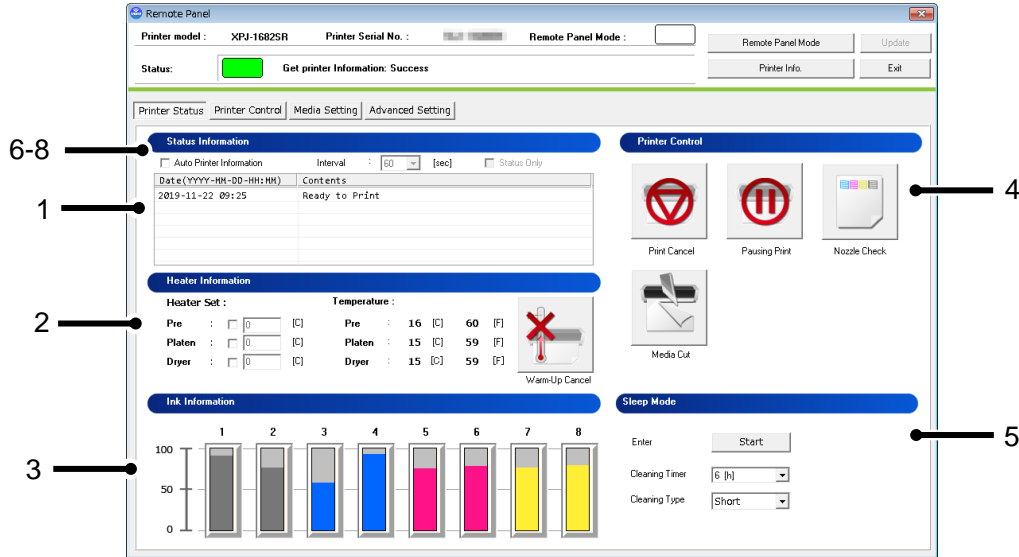 Remote Panel
Printer model : XPJ-1682SR Printer Serial No. : Remote Panel Mode :
Remote Panel Mode Update
Status: Get printer Information: Success
Printer Info. Exit
Printer Status Printer Control Media Setting Advanced Setting
Status Information Printer Control
6-8
Auto Printer Information Interval : 60 [sec] Status Only
Date(YYYY-MM-DD-HH:MM) Contents
4
1
2019-11-22 09:25 Ready to Print
Print Cancel Pausing Print Nozzle Check
Heater Information
Heater Set : Temperature :
2
Pre : 0 [C] Pre : 16 [C] 60 [F]
Platen : 0 [C] Platen : 15 [C] 59 [F]
Dryer : 0 [C] Dryer : 15 [C] 59 [F]
Media Cut
Warm-Up Cancel
Ink Information Sleep Mode
1 2 3 4 5 6 7 8
5
Enter Start
100
3
Cleaning Timer 6 [h]
50
Cleaning Type Short
0